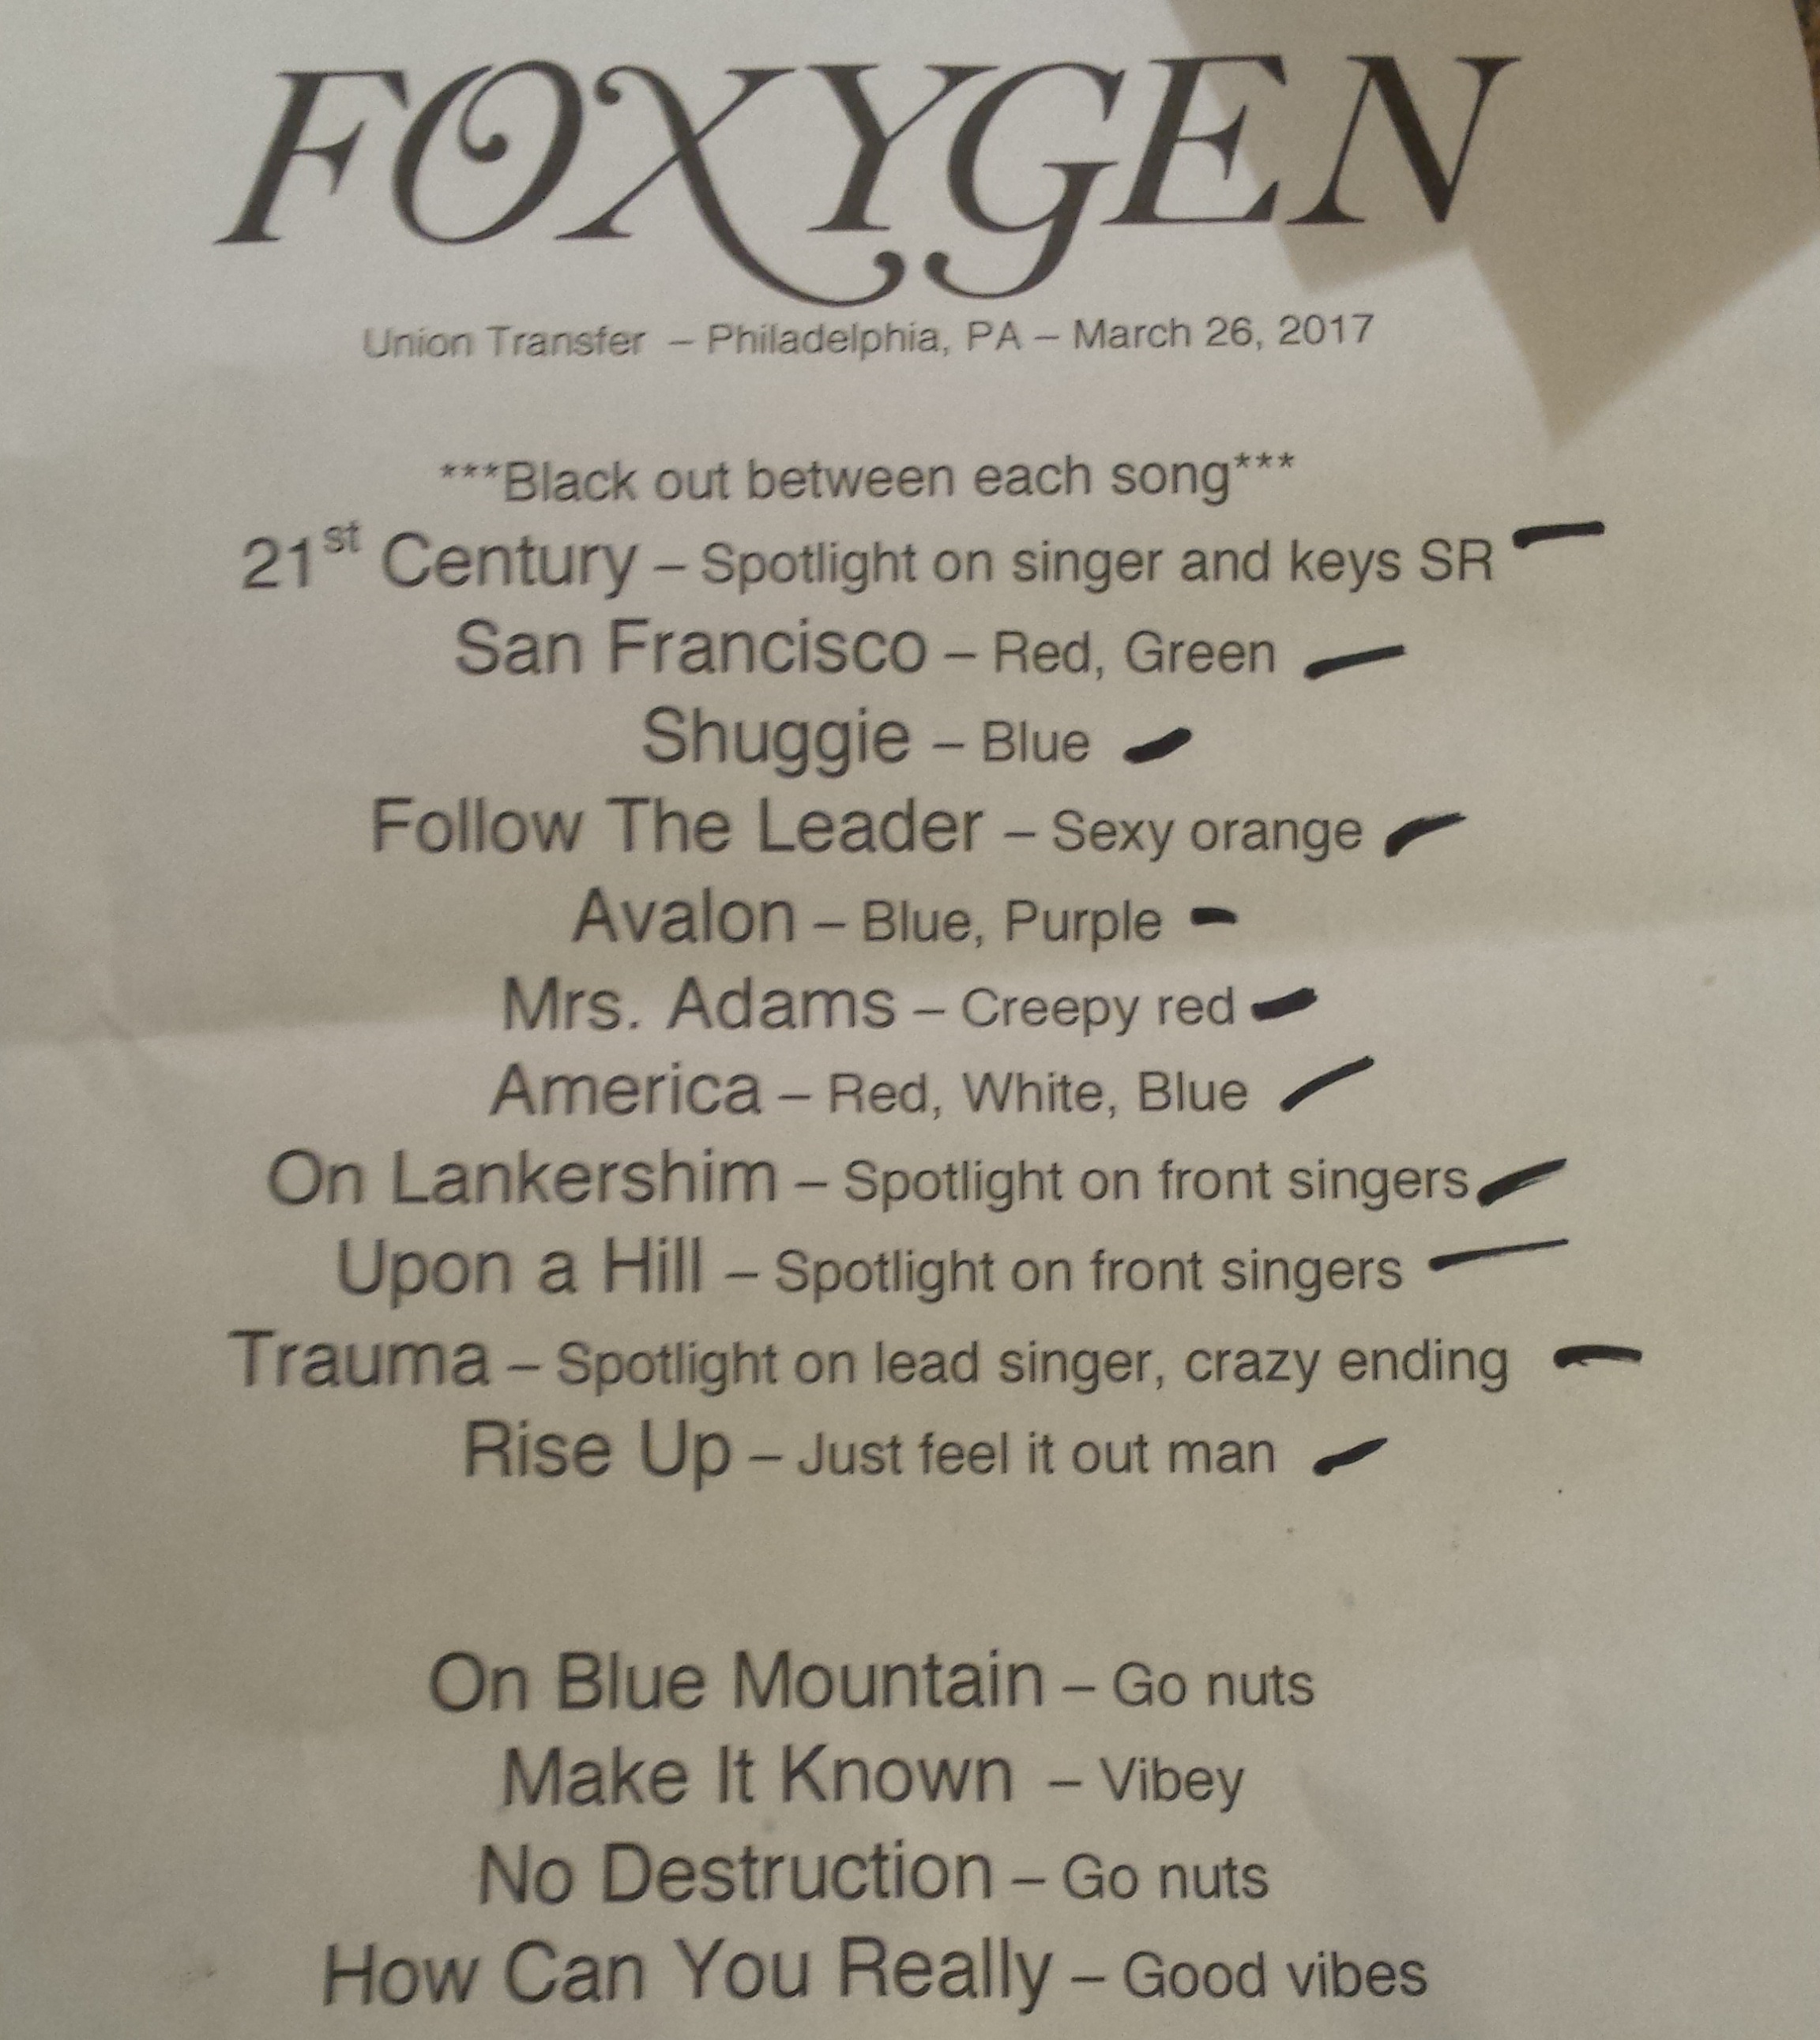 FOXYGEN
Union Transfer – Philadelphia, PA – March 26, 2017
***Black out between each song***
21st Century – Spotlight on singer and keys SR
San Francisco – Red, Green
Shuggie – Blue
Follow The Leader – Sexy orange
Avalon – Blue, Purple
Mrs. Adams – Creepy red
America – Red, White, Blue
On Lankershim – Spotlight on front singers
Upon a Hill – Spotlight on front singers
Trauma – Spotlight on lead singer, crazy ending
Rise Up – Just feel it out man
On Blue Mountain – Go nuts
Make It Known – Vibey
No Destruction – Go nuts
How Can You Really – Good vibes